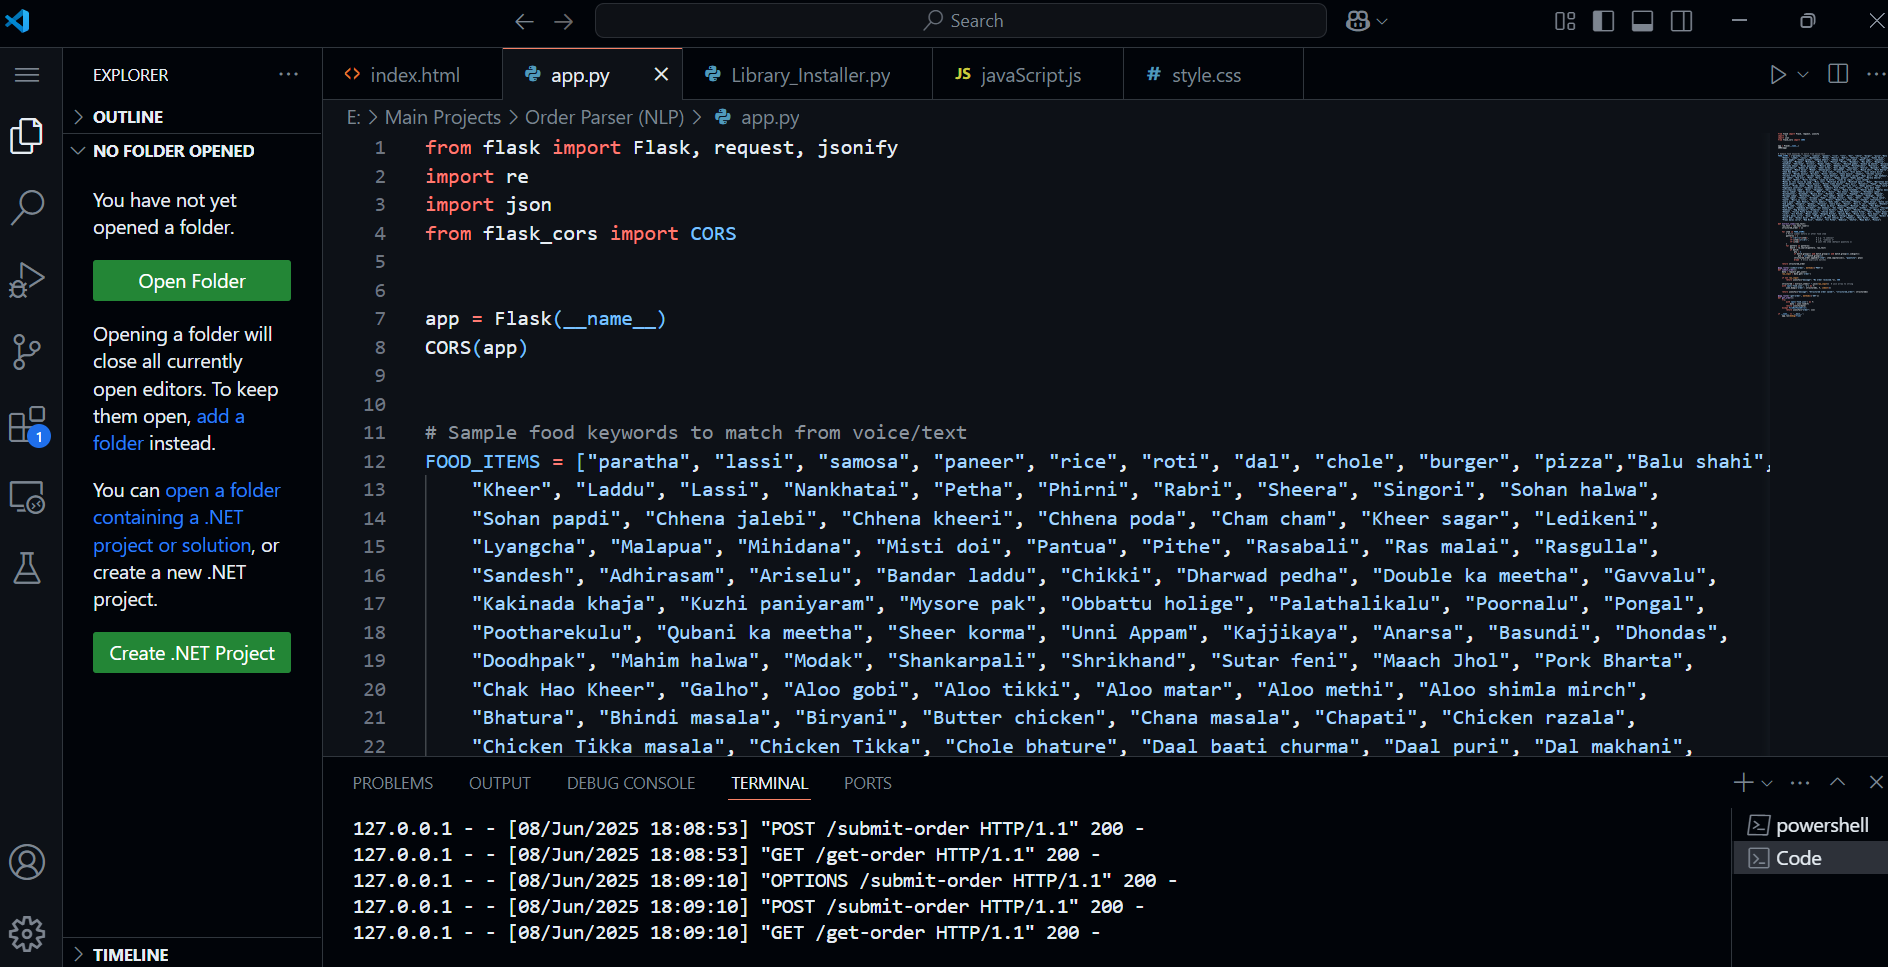 Search
EXPLORER
OUTLINE
NO FOLDER OPENED
You have not yet
opened a folder.
Open Folder
Opening a folder will
close all currently
open editors. To keep
them open, add a
folder instead.
You can open a folder
containing a .NET
project or solution, or
create a new .NET
project.
Create .NET Project
TIMELINE
1
index.html
app.py
Library_Installer.py
JS javaScript.js
# style.css
E: > Main Projects > Order Parser (NLP) > app.py
1 from flask import Flask, request, jsonify
2 import re
3 import json
4 from flask_cors import CORS
5
6
7 app = Flask(__name__)
8 CORS(app)
9
10
11 # Sample food keywords to match from voice/text
12 FOOD_ITEMS = ["paratha", "lassi", "samosa", "paneer", "rice", "roti", "dal", "chole", "burger", "pizza","Balu shahi",
13 "Kheer", "Laddu", "Lassi", "Nankhatai", "Petha", "Phirni", "Rabri", "Sheera", "Singori", "Sohan halwa",
14 "Sohan papdi", "Chhena jalebi", "Chhena kheeri", "Chhena poda", "Cham cham", "Kheer sagar", "Ledikeni",
15 "Lyangcha", "Malapua", "Mihidana", "Misti doi", "Pantua", "Pithe", "Rasabali", "Ras malai", "Rasgulla",
16 "Sandesh", "Adhirasam", "Ariselu", "Bandar laddu", "Chikki", "Dharwad pedha", "Double ka meetha", "Gavvalu",
17 "Kakinada khaja", "Kuzhi paniyaram", "Mysore pak", "Obbattu holige", "Palathalikalu", "Poornalu", "Pongal",
18 "Pootharekulu", "Qubani ka meetha", "Sheer korma", "Unni Appam", "Kajjikaya", "Anarsa", "Basundi", "Dhondas",
19 "Doodhpak", "Mahim halwa", "Modak", "Shankarpali", "Shrikhand", "Sutar feni", "Maach Jhol", "Pork Bharta",
20 "Chak Hao Kheer", "Galho", "Aloo gobi", "Aloo tikki", "Aloo matar", "Aloo methi", "Aloo shimla mirch",
21 "Bhatura", "Bhindi masala", "Biryani", "Butter chicken", "Chana masala", "Chapati", "Chicken razala",
22 "Chicken Tikka masala", "Chicken Tikka", "Chole bhature", "Daal baati churma", "Daal puri", "Dal makhani",
PROBLEMS OUTPUT DEBUG CONSOLE TERMINAL PORTS
127.0.0.1 - - [08/Jun/2025 18:08:53] "POST /submit-order HTTP/1.1" 200 -
127.0.0.1 - - [08/Jun/2025 18:08:53] "GET /get-order HTTP/1.1" 200 -
127.0.0.1 - - [08/Jun/2025 18:09:10] "OPTIONS /submit-order HTTP/1.1" 200 -
127.0.0.1 - - [08/Jun/2025 18:09:10] "POST /submit-order HTTP/1.1" 200 -
127.0.0.1 - - [08/Jun/2025 18:09:10] "GET /get-order HTTP/1.1" 200 -
powershell
Code